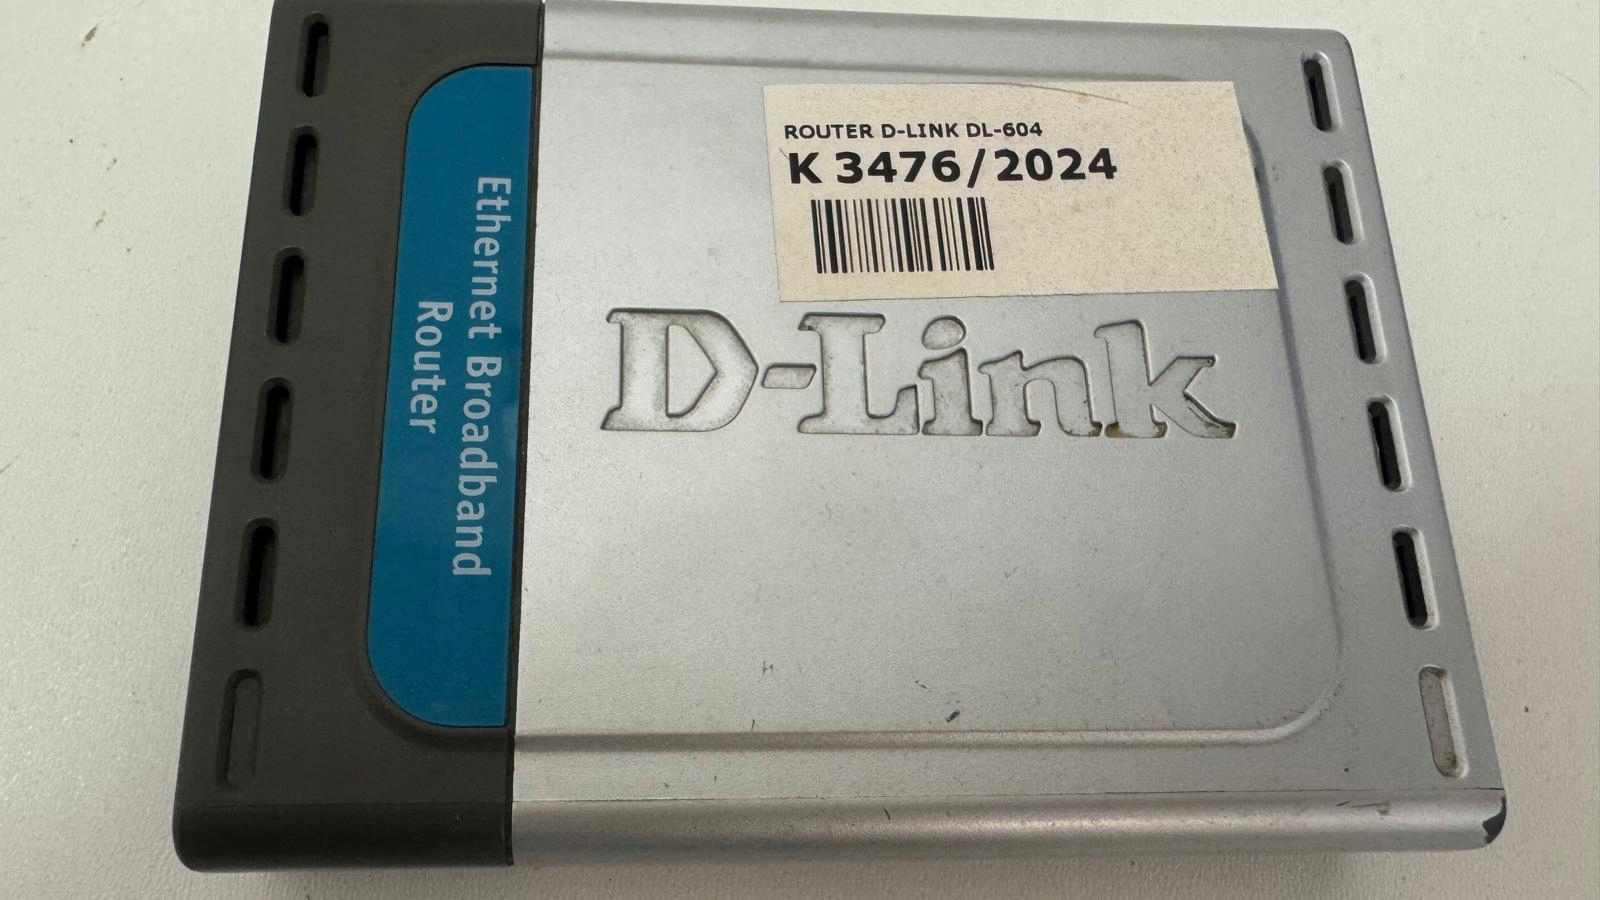 ROUTER D-LINK DL-604
K 3476/2024
D-Link
Ethernet Broadband
Router